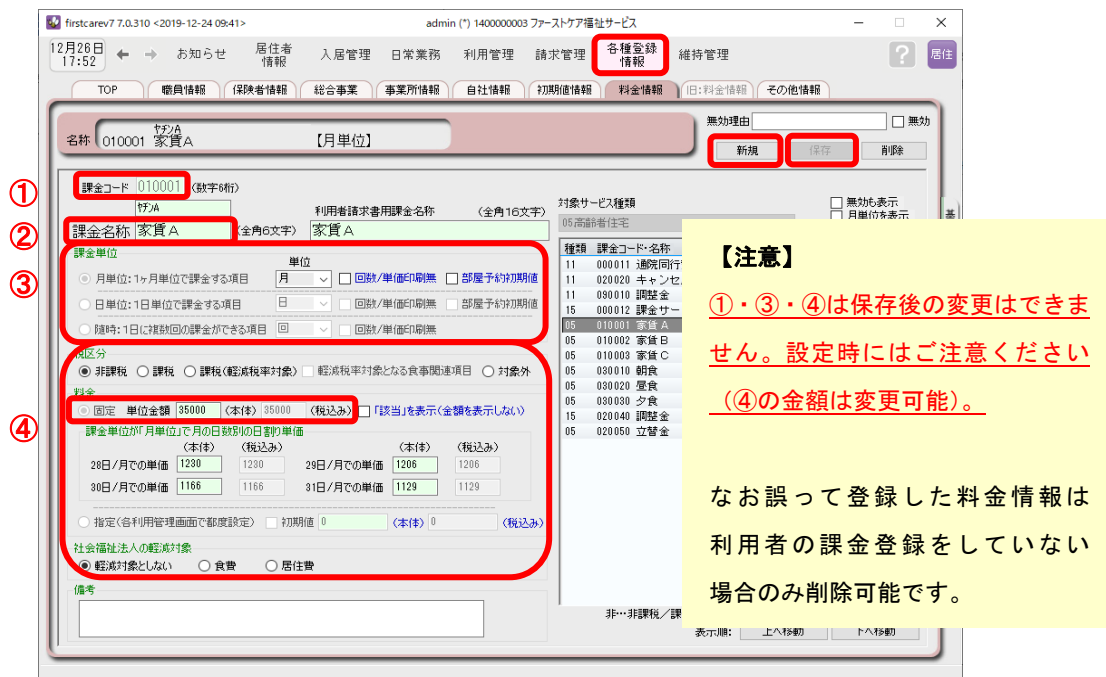 firstcarev7 7.0.310 <2019-12-24 09:41> admin (*) 1400000003 ファーストケア福祉サービス
12月26日 17:52 お知らせ 居住者情報 入居管理 日常業務 利用管理 請求管理 各種登録情報 維持管理 ? 居住
TOP 職員情報 保険者情報 総合事業 事業所情報 自社情報 初期値情報 料金情報 旧:料金情報 その他情報
無効理由 無効
ﾔﾁﾝA
名称 010001 家賃A 【月単位】
新規 保存 削除
① 課金コード 010001 (数字6桁)
ﾔﾁﾝA 利用者請求書用課金名称 (全角16文字)
② 課金名称 家賃A (全角6文字) 家賃A
対象サービス種類
05高齢者住宅
無効も表示
月単位を表示
基
課金単位
単位
③ 月単位:1ヶ月単位で課金する項目 月 回数/単価印刷無 部屋予約初期値
日単位:1日単位で課金する項目 日 回数/単価印刷無 部屋予約初期値
随時:1日に複数回の課金ができる項目 回 回数/単価印刷無
税区分
非課税 課税 課税(軽減税率対象) 軽減税率対象となる食事関連項目 対象外
料金
④ 固定 単位金額 35000 (本体) 35000 (税込み) 「該当」を表示(金額を表示しない)
課金単位が「月単位」で月の日数別の日割り単価
(本体) (税込み) (本体) (税込み)
28日/月での単価 1230 1230 29日/月での単価 1206 1206
30日/月での単価 1166 1166 31日/月での単価 1129 1129
指定(各利用管理画面で都度設定) 初期値 0 (本体) 0 (税込み)
社会福祉法人の軽減対象
軽減対象としない 食費 居住費
備考
種類 課金コード・名称
11 000011 通院同行
11 020020 キャンセ
11 090010 調整金
15 000012 課金サー
05 010001 家賃A
05 010002 家賃B
05 010003 家賃C
05 030010 朝食
05 030020 昼食
05 030030 夕食
15 020040 調整金
05 020050 立替金
非…非課税/課
表示順: 上へ移動 下へ移動
【注意】
①・③・④は保存後の変更はできま
せん。設定時にはご注意ください
(④の金額は変更可能)。
なお誤って登録した料金情報は
利用者の課金登録をしていない
場合のみ削除可能です。